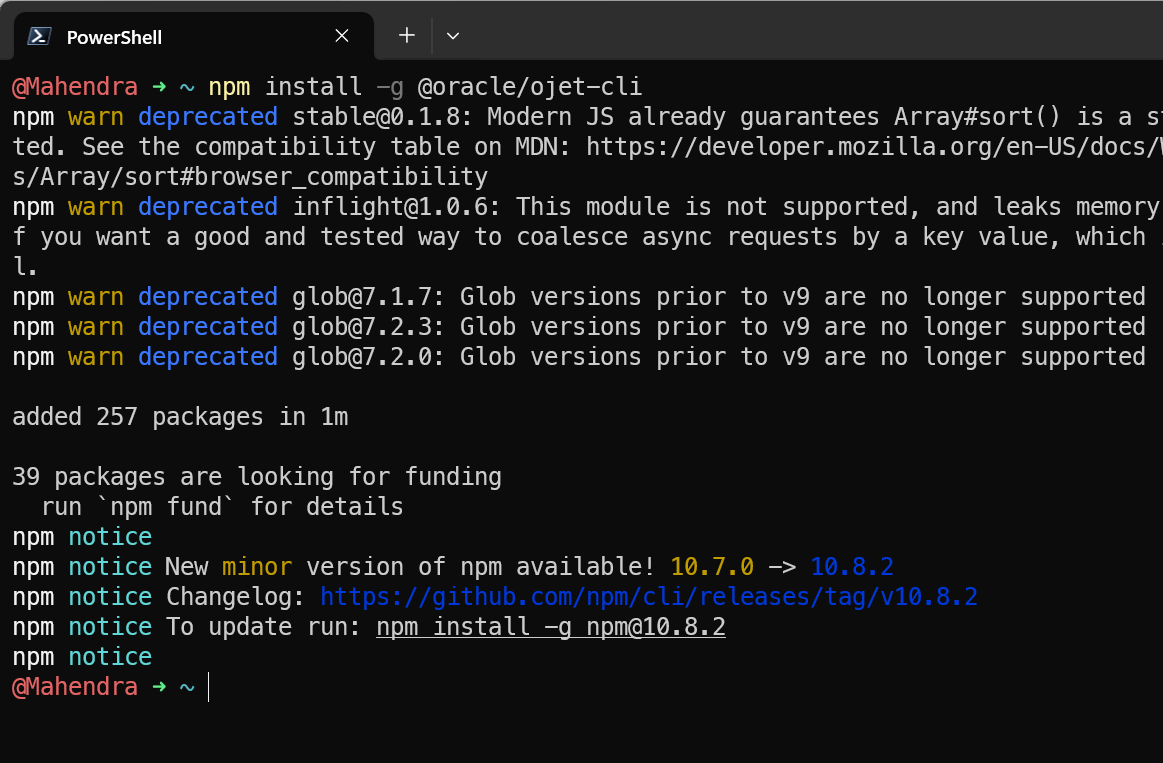 PowerShell
@Mahendra → ~ npm install -g @oracle/ojet-cli
npm warn deprecated stable@0.1.8: Modern JS already guarantees Array#sort() is a
ted. See the compatibility table on MDN: https://developer.mozilla.org/en-US/docs/
s/Array/sort#browser_compatibility
npm warn deprecated inflight@1.0.6: This module is not supported, and leaks memory
f you want a good and tested way to coalesce async requests by a key value, which
l.
npm warn deprecated glob@7.1.7: Glob versions prior to v9 are no longer supported
npm warn deprecated glob@7.2.3: Glob versions prior to v9 are no longer supported
npm warn deprecated glob@7.2.0: Glob versions prior to v9 are no longer supported
added 257 packages in 1m
39 packages are looking for funding
run `npm fund` for details
npm notice
npm notice New minor version of npm available! 10.7.0 -> 10.8.2
npm notice Changelog: https://github.com/npm/cli/releases/tag/v10.8.2
npm notice To update run: npm install -g npm@10.8.2
npm notice
@Mahendra → ~